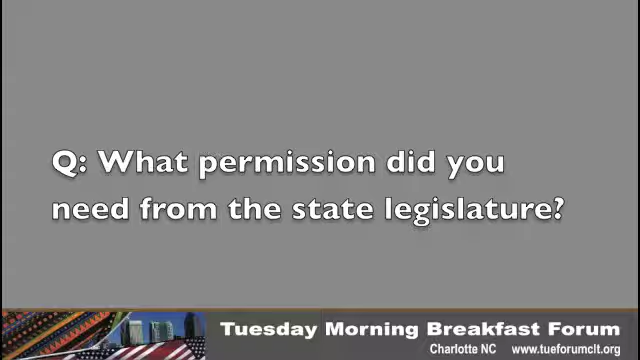 Q: What permission did you
need from the state legislature?
Tuesday Morning Breakfast Forum
Charlotte NC www.tueforumclt.org